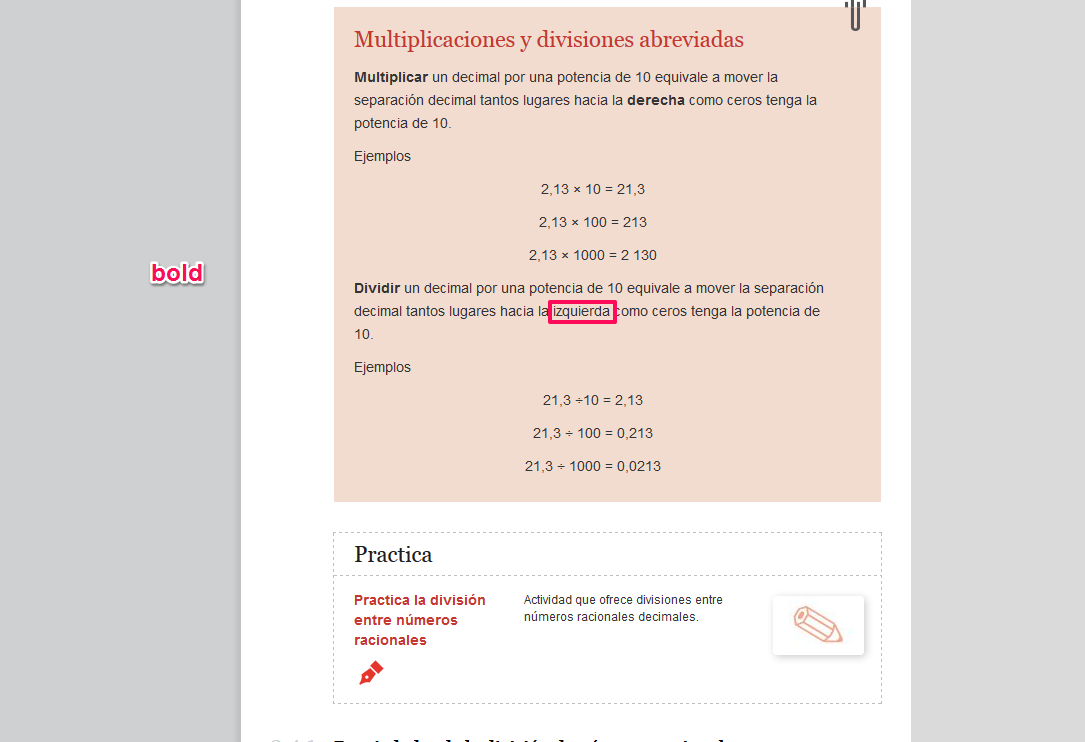 Multiplicaciones y divisiones abreviadas
Multiplicar un decimal por una potencia de 10 equivale a mover la
separación decimal tantos lugares hacia la derecha como ceros tenga la
potencia de 10.
Ejemplos
2,13 × 10 = 21,3
2,13 × 100 = 213
2,13 × 1000 = 2 130
bold
Dividir un decimal por una potencia de 10 equivale a mover la separación
decimal tantos lugares hacia la izquierda como ceros tenga la potencia de
10.
Ejemplos
21,3 ÷10 = 2,13
21,3 ÷ 100 = 0,213
21,3 ÷ 1000 = 0,0213
Practica
Practica la división
entre números
racionales
Actividad que ofrece divisiones entre
números racionales decimales.